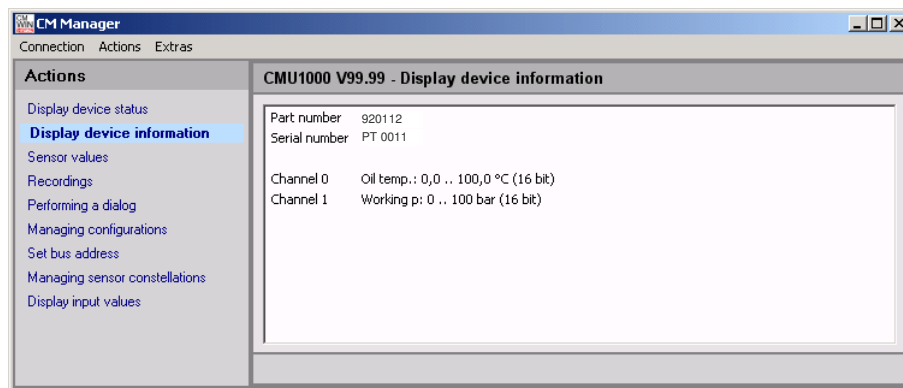 CM WIN
CM Manager
Connection Actions Extras
Actions
Display device status
Display device information
Sensor values
Recordings
Performing a dialog
Managing configurations
Set bus address
Managing sensor constellations
Display input values
CMU1000 V99.99 - Display device information
Part number 920112
Serial number PT 0011
Channel 0 Oil temp.: 0,0 .. 100,0 °C (16 bit)
Channel 1 Working p: 0 .. 100 bar (16 bit)